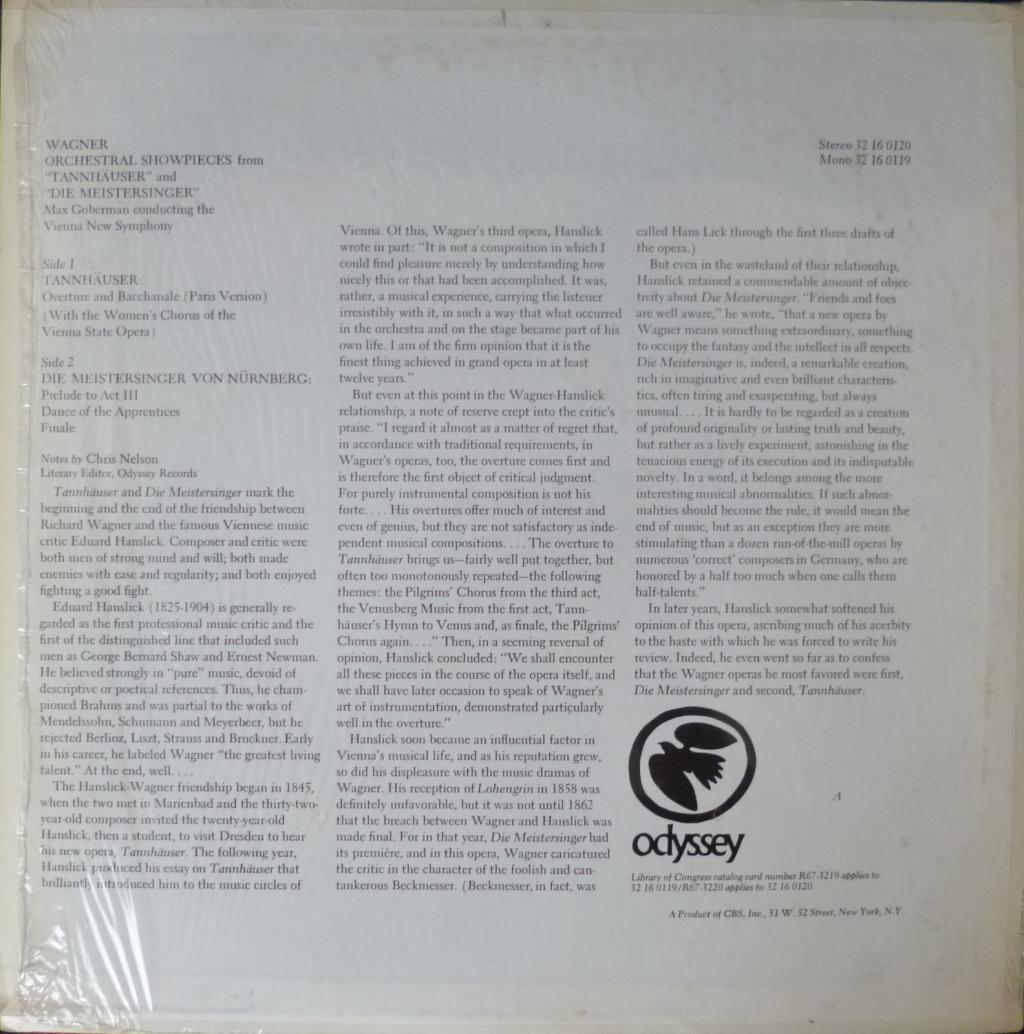 WAGNER
ORCHESTRAL SHOWPIECES from
"TANNHÄUSER" and
"DIE MEISTERSINGER"
Max Goberman conducting the
Vienna New Symphony
Side 1
TANNHÄUSER:
Overture and Bacchanale (Paris Version)
(With the Women's Chorus of the
Vienna State Opera)
Side 2
DIE MEISTERSINGER VON NÜRNBERG:
Prelude to Act III
Dance of the Apprentices
Finale
Notes by Chris Nelson
Literary Editor, Odyssey Records
Tannhäuser and Die Meistersinger mark the
beginning and the end of the friendship between
Richard Wagner and the famous Viennese music
critic Eduard Hanslick. Composer and critic were
both men of strong mind and will; both made
enemies with ease and regularity; and both enjoyed
fighting a good fight.
Eduard Hanslick (1825-1904) is generally re-
garded as the first professional music critic and the
first of the distinguished line that included such
men as George Bernard Shaw and Ernest Newman.
He believed strongly in "pure" music, devoid of
descriptive or poetical references. Thus, he cham-
pioned Brahms and was partial to the works of
Mendelssohn, Schumann and Meyerbeer, but he
rejected Berlioz, Liszt, Strauss and Bruckner. Early
in his career, he labeled Wagner "the greatest living
talent." At the end, well. . . .
The Hanslick-Wagner friendship began in 1845,
when the two met in Marienbad and the thirty-two-
year-old composer invited the twenty-year-old
Hanslick, then a student, to visit Dresden to hear
his new opera, Tannhäuser. The following year,
Hanslick produced his essay on Tannhäuser that
brilliantly introduced him to the music circles of
Vienna. Of this, Wagner's third opera, Hanslick
wrote in part: "It is not a composition in which I
could find pleasure merely by understanding how
nicely this or that had been accomplished. It was,
rather, a musical experience, carrying the listener
irresistibly with it, in such a way that what occurred
in the orchestra and on the stage became part of his
own life. I am of the firm opinion that it is the
finest thing achieved in grand opera in at least
twelve years."
But even at this point in the Wagner-Hanslick
relationship, a note of reserve crept into the critic's
praise. "I regard it almost as a matter of regret that,
in accordance with traditional requirements, in
Wagner's operas, too, the overture comes first and
is therefore the first object of critical judgment.
For purely instrumental composition is not his
forte. . . . His overtures offer much of interest and
even of genius, but they are not satisfactory as inde-
pendent musical compositions. . . . The overture to
Tannhäuser brings us—fairly well put together, but
often too monotonously repeated—the following
themes: the Pilgrims' Chorus from the third act,
the Venusberg Music from the first act, Tann-
häuser's Hymn to Venus and, as finale, the Pilgrims'
Chorus again. . . ." Then, in a seeming reversal of
opinion, Hanslick concluded: "We shall encounter
all these pieces in the course of the opera itself, and
we shall have later occasion to speak of Wagner's
art of instrumentation, demonstrated particularly
well in the overture."
Hanslick soon became an influential factor in
Vienna's musical life, and as his reputation grew,
so did his displeasure with the music dramas of
Wagner. His reception of Lohengrin in 1858 was
definitely unfavorable, but it was not until 1862
that the breach between Wagner and Hanslick was
made final. For in that year, Die Meistersinger had
its première, and in this opera, Wagner caricatured
the critic in the character of the foolish and can-
tankerous Beckmesser. (Beckmesser, in fact, was
Stereo 32 16 0120
Mono 32 16 0119
called Hans Lick through the first three drafts of
the opera.)
But even in the wasteland of their relationship,
Hanslick retained a commendable amount of objec-
tivity about Die Meistersinger. "Friends and foes
are well aware," he wrote, "that a new opera by
Wagner means something extraordinary, something
to occupy the fantasy and the intellect in all respects.
Die Meistersinger is, indeed, a remarkable creation,
rich in imaginative and even brilliant characteris-
tics, often tiring and exasperating, but always
unusual. . . . It is hardly to be regarded as a creation
of profound originality or lasting truth and beauty,
but rather as a lively experiment, astonishing in the
tenacious energy of its execution and its indisputable
novelty. In a word, it belongs among the more
interesting musical abnormalities. If such abnor-
malities should become the rule, it would mean the
end of music, but as an exception they are more
stimulating than a dozen run-of-the-mill operas by
numerous 'correct' composers in Germany, who are
honored by a half too much when one calls them
half-talents."
In later years, Hanslick somewhat softened his
opinion of this opera, ascribing much of his acerbity
to the haste with which he was forced to write his
review. Indeed, he even went so far as to confess
that the Wagner operas he most favored were first,
Die Meistersinger and second, Tannhäuser.
A
odyssey
Library of Congress catalog card number R67-3219 applies to
32 16 0119/R67-3220 applies to 32 16 0120.
A Product of CBS, Inc., 51 W. 52 Street, New York, N.Y.